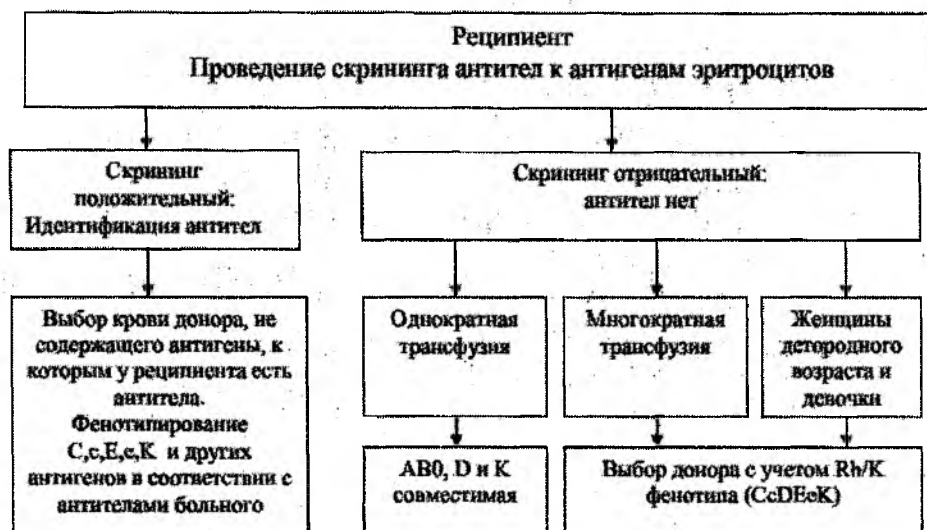 Реципиент
Проведение скрининга антител к антигенам эритроцитов
Скрининг
положительный:
Идентификация антител
Скрининг отрицательный:
антител нет
Выбор крови донора, не
содержащего антигены, к
которым у реципиента есть
антитела.
Фенотипирование
C,c,E,e,K и других
антигенов в соответствии с
антителами больного
Однократная
трансфузия
Многократная
трансфузия
Женщины
детородного
возраста и
девочки
AB0, D и K
совместимая
Выбор донора с учетом Rh/K
фенотипа (CcDEeK)